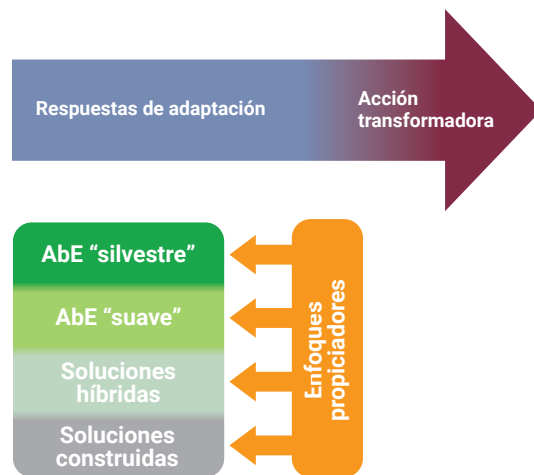 Respuestas de adaptación
Acción
transformadora
AbE “silvestre”
AbE “suave”
Soluciones
híbridas
Soluciones
construidas
Enfoques
propiciadores